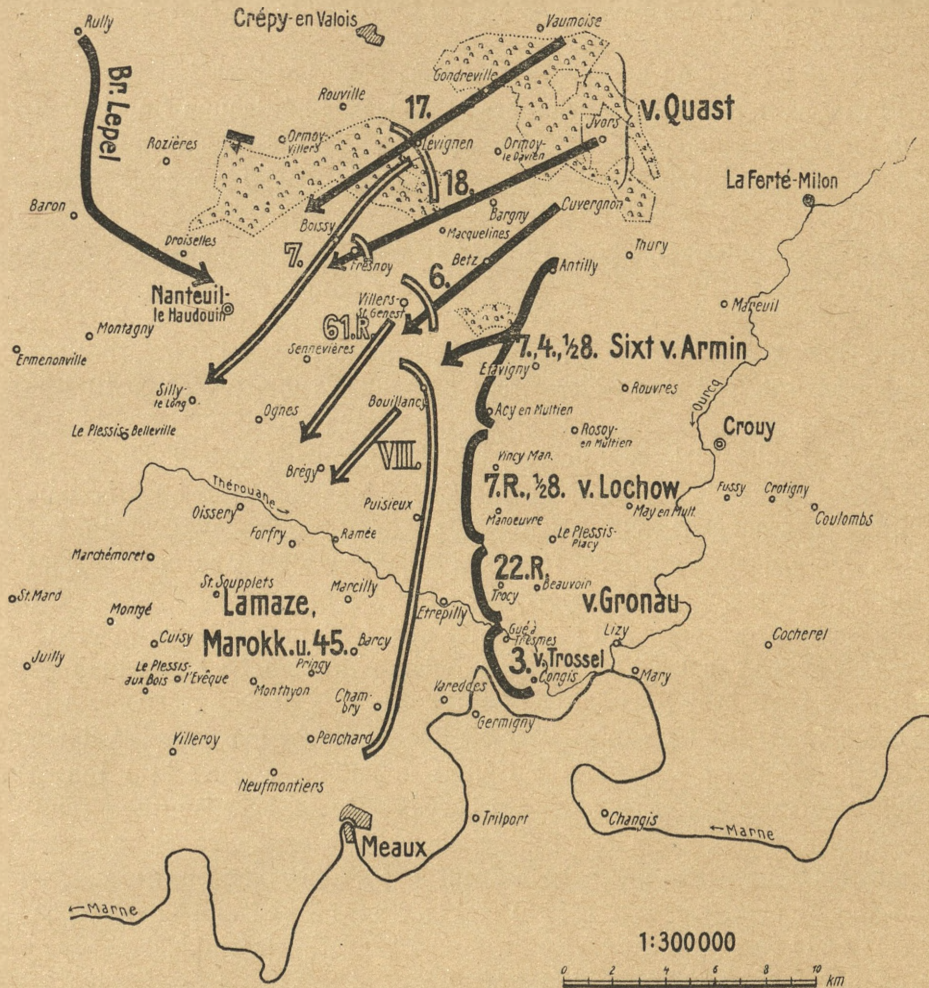 Rully
Crépy-en Valois
Vaumoise
Br. Lepel
Gondreville
v. Quast
Rouville
17.
Rozières
Ormoy-
Villers
Lévignen
Ormoy-
le Davien
Jvors
18.
La Ferté-Milon
Baron
Boissy
Bargny
Cuvergnon
Macquelines
Droiselles
7.
Fresnoy
Betz
Thury
6.
Antilly
Nanteuil-
le Haudouin
Villers-
St. Genest
Mareuil
61.R.
Montagny
Ermenonville
Sennevières
7.,4.,½8. Sixt v. Armin
Etavigny
Rouvres
Ourcq
Silly-
le Long
Ognes
Bouillancy
Acy en Multien
Le Plessis-Belleville
Rosoy-
en Multien
Crouy
VIII.
Brégy
Vincy Man.
Thérouane
7.R.,½8. v. Lochow
Fussy
Crotigny
Oissery
Puisieux
Manoeuvre
May en Mult.
Coulombs
Forfry
Ramée
Le Plessis-
Placy
Marchémoret
22.R.
St. Mard
St. Soupplets
Marcilly
Trocy
Beauvoir
Lamaze,
Marokk. u. 45.
Etrépilly
v. Gronau
Montgé
Cuisy
Barcy
Gué à
Tresmes
Lizy
Cocherel
Juilly
Le Plessis-
aux Bois
l'Evêque
Pringy
3. v. Trossel
Monthyon
Congis
Mary
Cham-
bry
Vareddes
Germigny
Villeroy
Penchard
Neufmontiers
Trilport
Changis
Marne
Meaux
Marne
1:300000
0 2 4 6 8 10 km